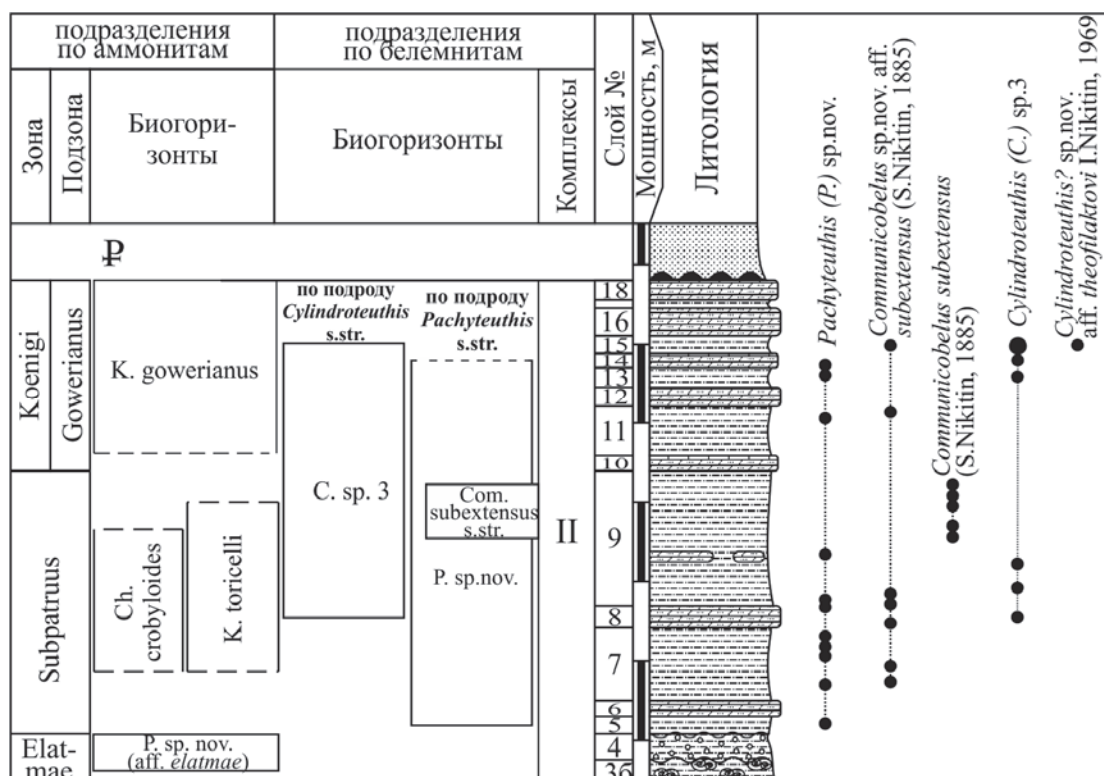 подразделения
по аммонитам
подразделения
по белемнитам
Зона
Подзона
Биогори-
зонты
Биогоризонты
Комплексы
Слой №
Мощность, м
Литология
Pachyteuthis (P.) sp.nov.
Communicobelus sp.nov. aff.
subextensus (S.Nikitin, 1885)
Communicobelus subextensus
(S.Nikitin, 1885)
Cylindroteuthis (C.) sp.3
Cylindroteuthis? sp.nov.
aff. theofilaktovi I.Nikitin, 1969
Koenigi
Gowerianus
K. gowerianus
по подроду
Cylindroteuthis
s.str.
по подроду
Pachyteuthis
s.str.
C. sp. 3
Com.
subextensus
s.str.
P. sp.nov.
II
Subpatruus
Ch.
crobyloides
K. toricelli
Elat-
mae
P. sp. nov.
(aff. elatmae)
18
16
15
14
13
12
11
10
9
8
7
6
5
4
3б